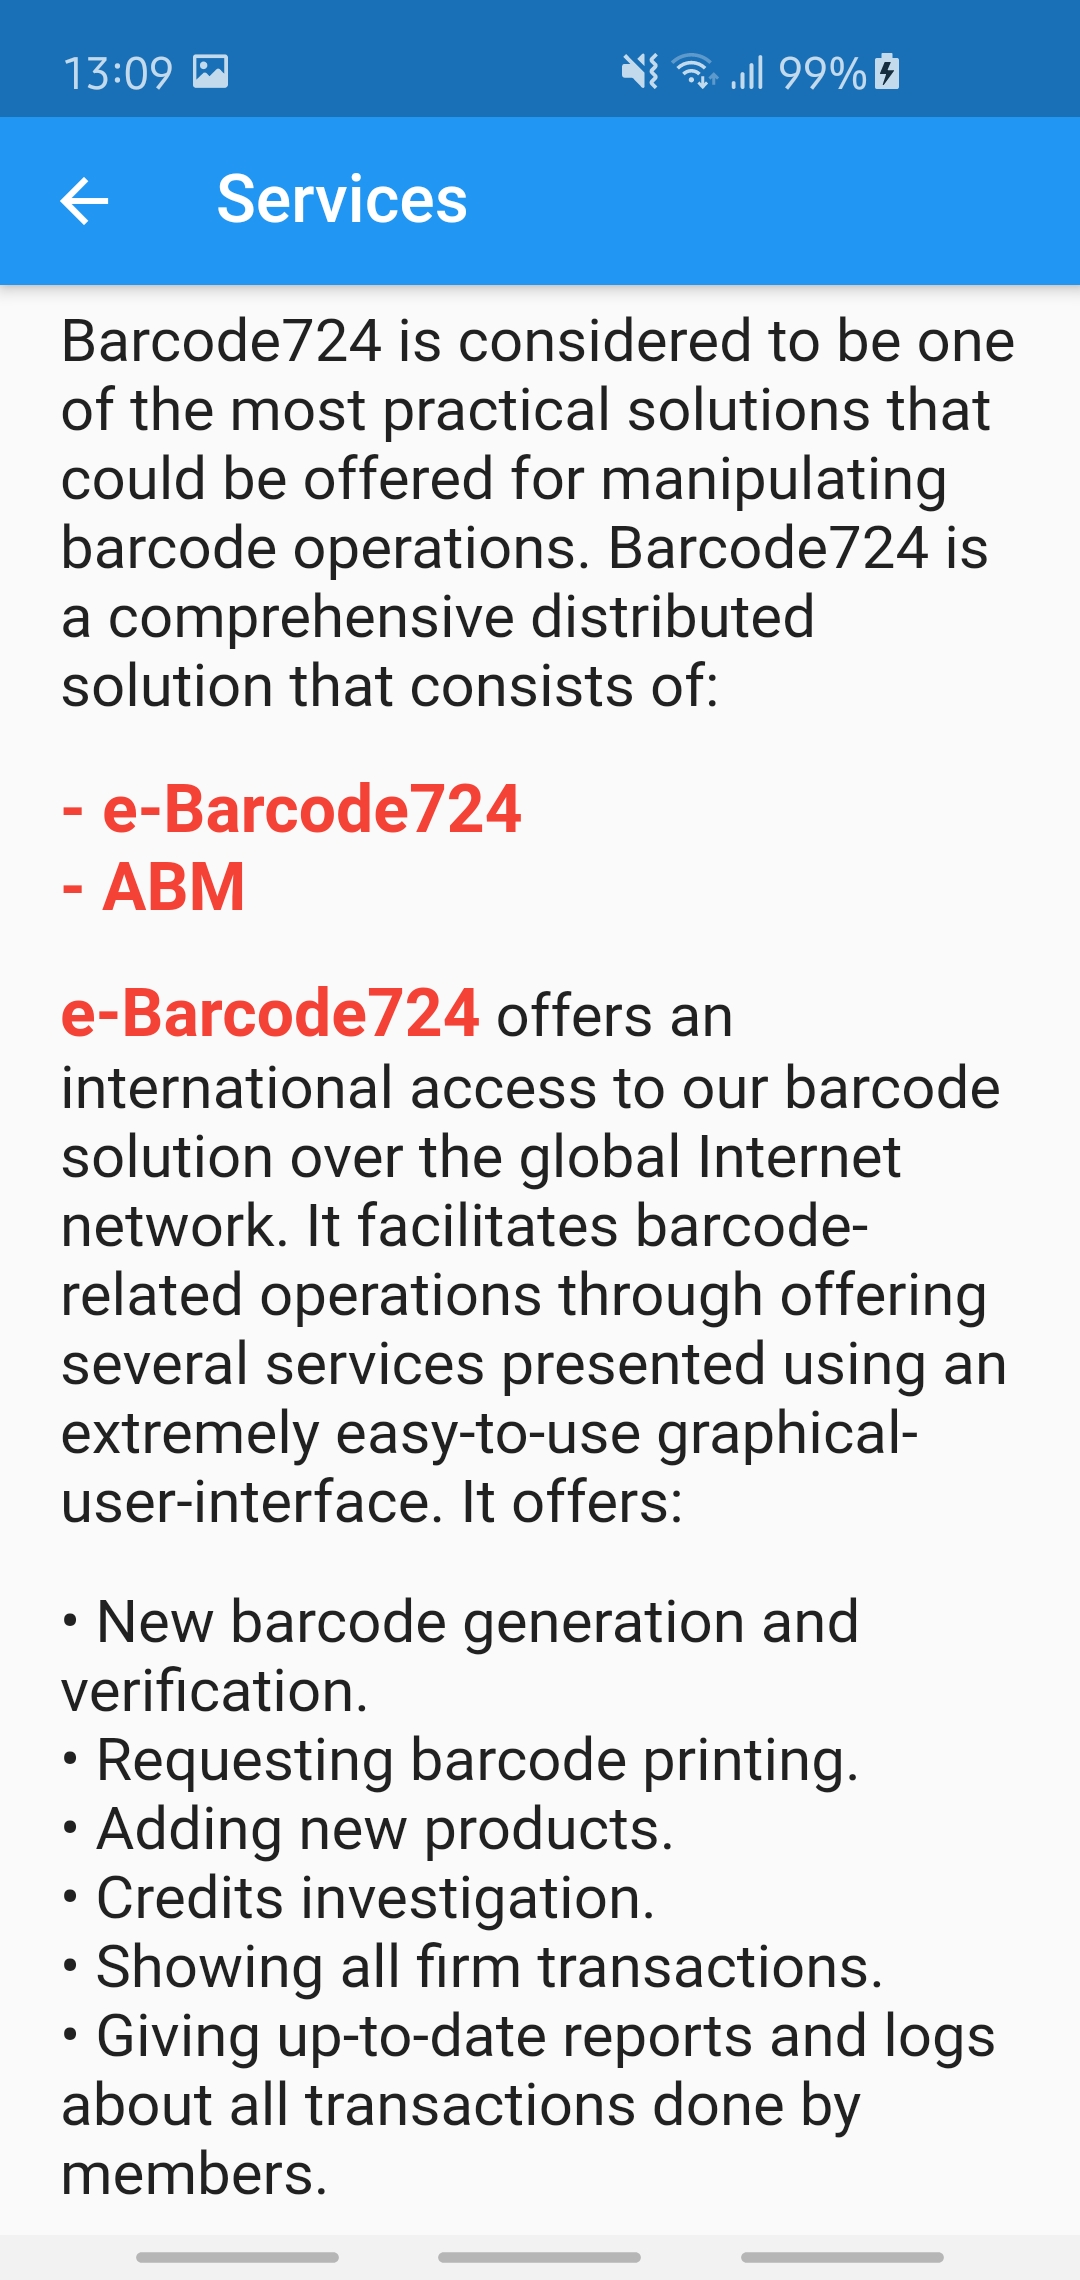 13:09 99%
Services
Barcode724 is considered to be one
of the most practical solutions that
could be offered for manipulating
barcode operations. Barcode724 is
a comprehensive distributed
solution that consists of:
- e-Barcode724
- ABM
e-Barcode724 offers an
international access to our barcode
solution over the global Internet
network. It facilitates barcode-
related operations through offering
several services presented using an
extremely easy-to-use graphical-
user-interface. It offers:
• New barcode generation and
verification.
• Requesting barcode printing.
• Adding new products.
• Credits investigation.
• Showing all firm transactions.
• Giving up-to-date reports and logs
about all transactions done by
members.